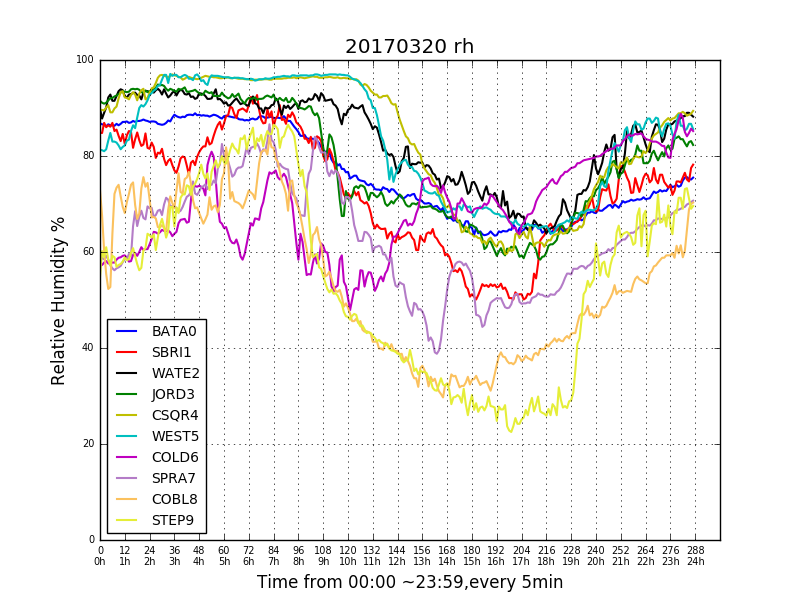 20170320 rh
100
80
60
40
20
0
Relative Humidity %
BATA0
SBRI1
WATE2
JORD3
CSQR4
WEST5
COLD6
SPRA7
COBL8
STEP9
0 12 24 36 48 60 72 84 96 108 120 132 144 156 168 180 192 204 216 228 240 252 264 276 288
0h 1h 2h 3h 4h 5h 6h 7h 8h 9h 10h 11h 12h 13h 14h 15h 16h 17h 18h 19h 20h 21h 22h 23h 24h
Time from 00:00 ~23:59,every 5min